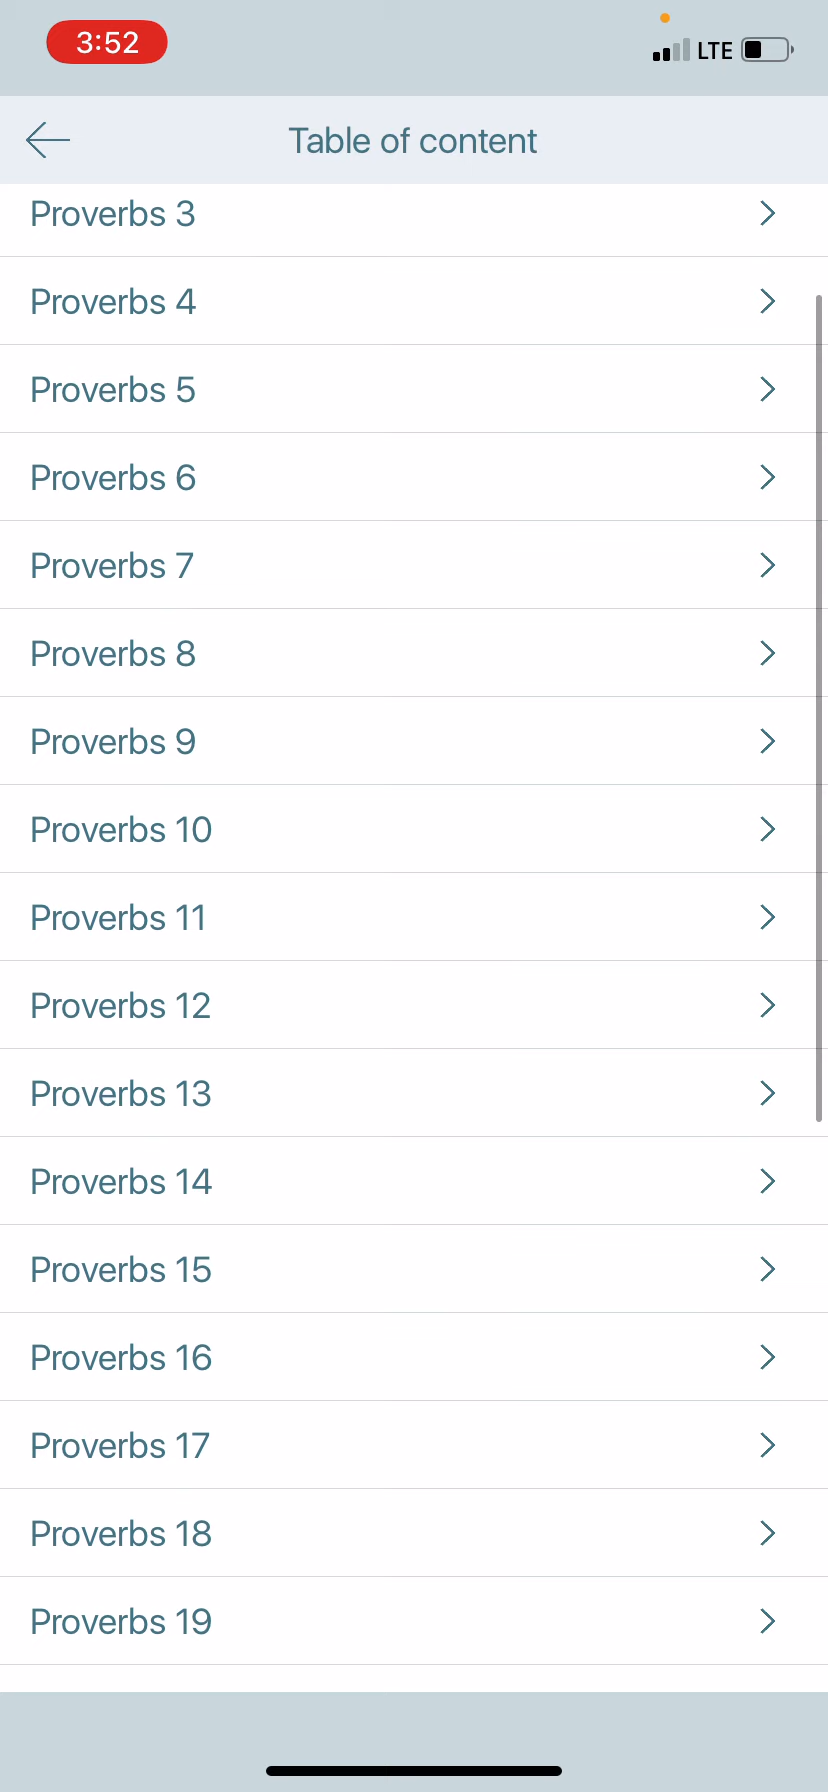 3:52
LTE
Table of content
Proverbs 3
Proverbs 4
Proverbs 5
Proverbs 6
Proverbs 7
Proverbs 8
Proverbs 9
Proverbs 10
Proverbs 11
Proverbs 12
Proverbs 13
Proverbs 14
Proverbs 15
Proverbs 16
Proverbs 17
Proverbs 18
Proverbs 19